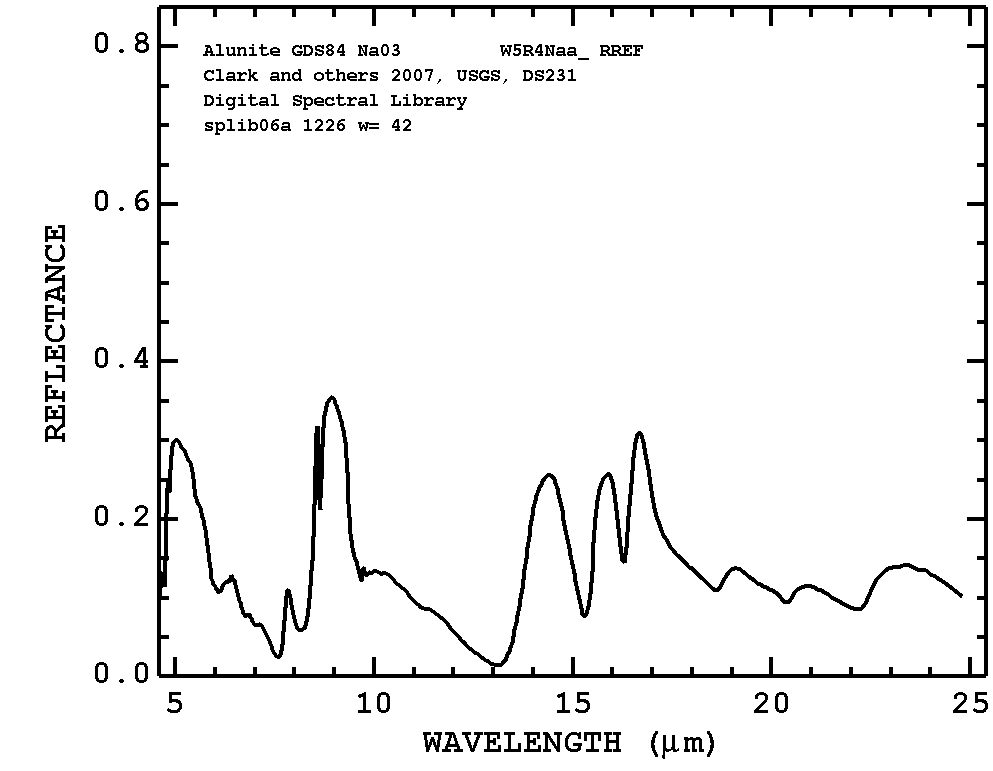 Alunite GDS84 Na03 W5R4Naa_ RREF
Clark and others 2007, USGS, DS231
Digital Spectral Library
splib06a 1226 w= 42
0.8
0.6
0.4
0.2
0.0
REFLECTANCE
5 10 15 20 25
WAVELENGTH (μm)